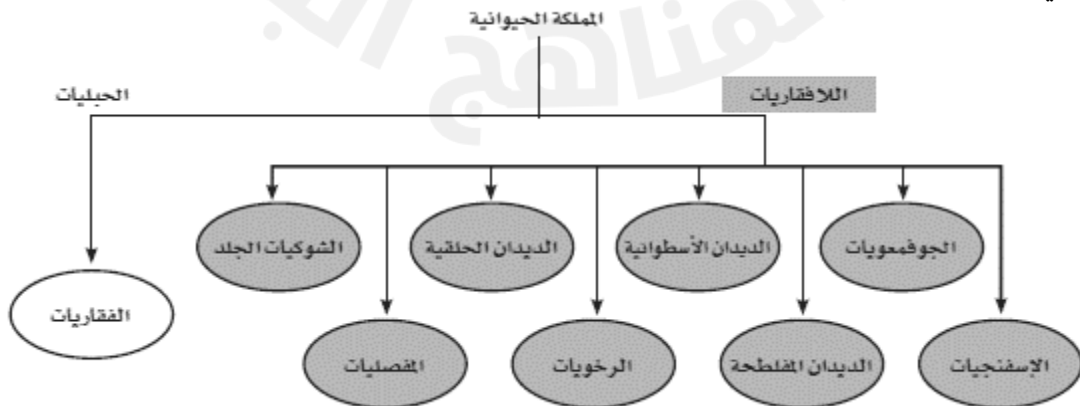 المملكة الحيوانية
اللافقاريات
الحبليات
الجوفمعويات
الديدان الأسطوانية
الديدان الحلقية
الشوكيات الجلد
الفقاريات
الإسفنجيات
الديدان المفلطحة
الرخويات
المفصليات